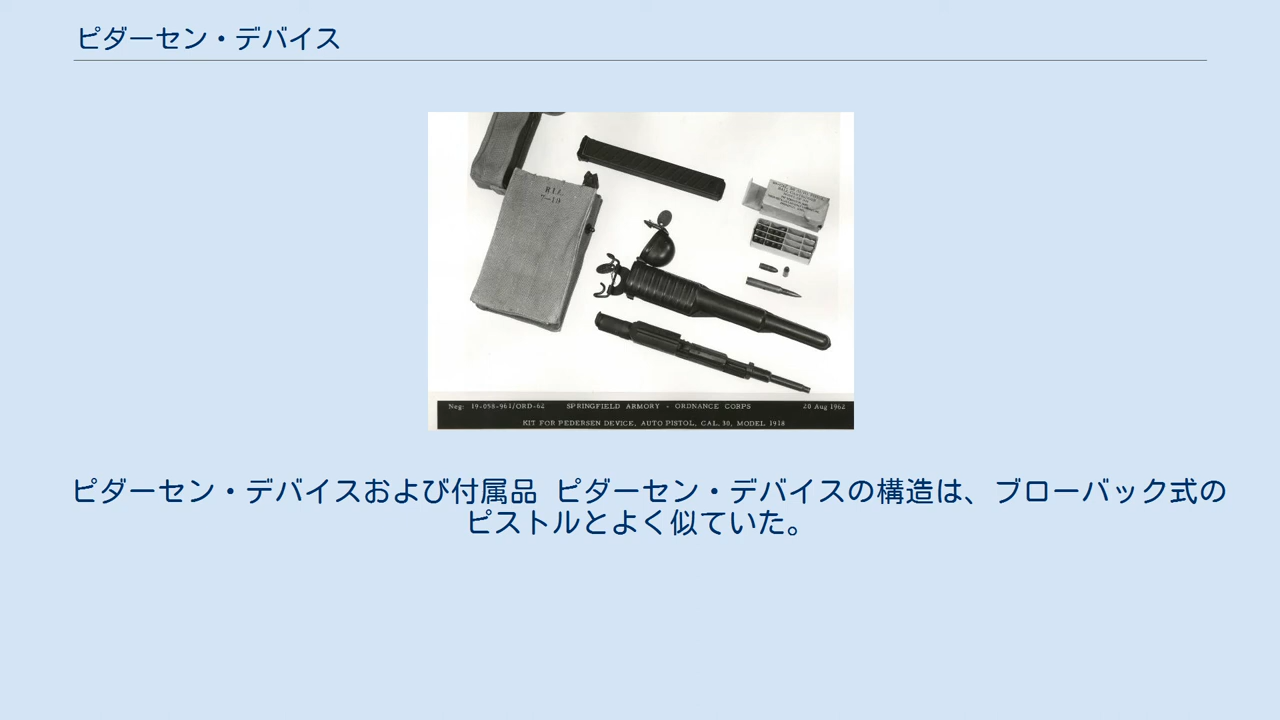 ピダーセン・デバイス
RIA
Neg: 19-058-961/ORD-62 SPRINGFIELD ARMORY - ORDNANCE CORPS 20 Aug 1962
KIT FOR PEDERSEN DEVICE, AUTO PISTOL, CAL. 30, MODEL 1918
ピダーセン・デバイスおよび付属品 ピダーセン・デバイスの構造は、ブローバック式の
ピストルとよく似ていた。